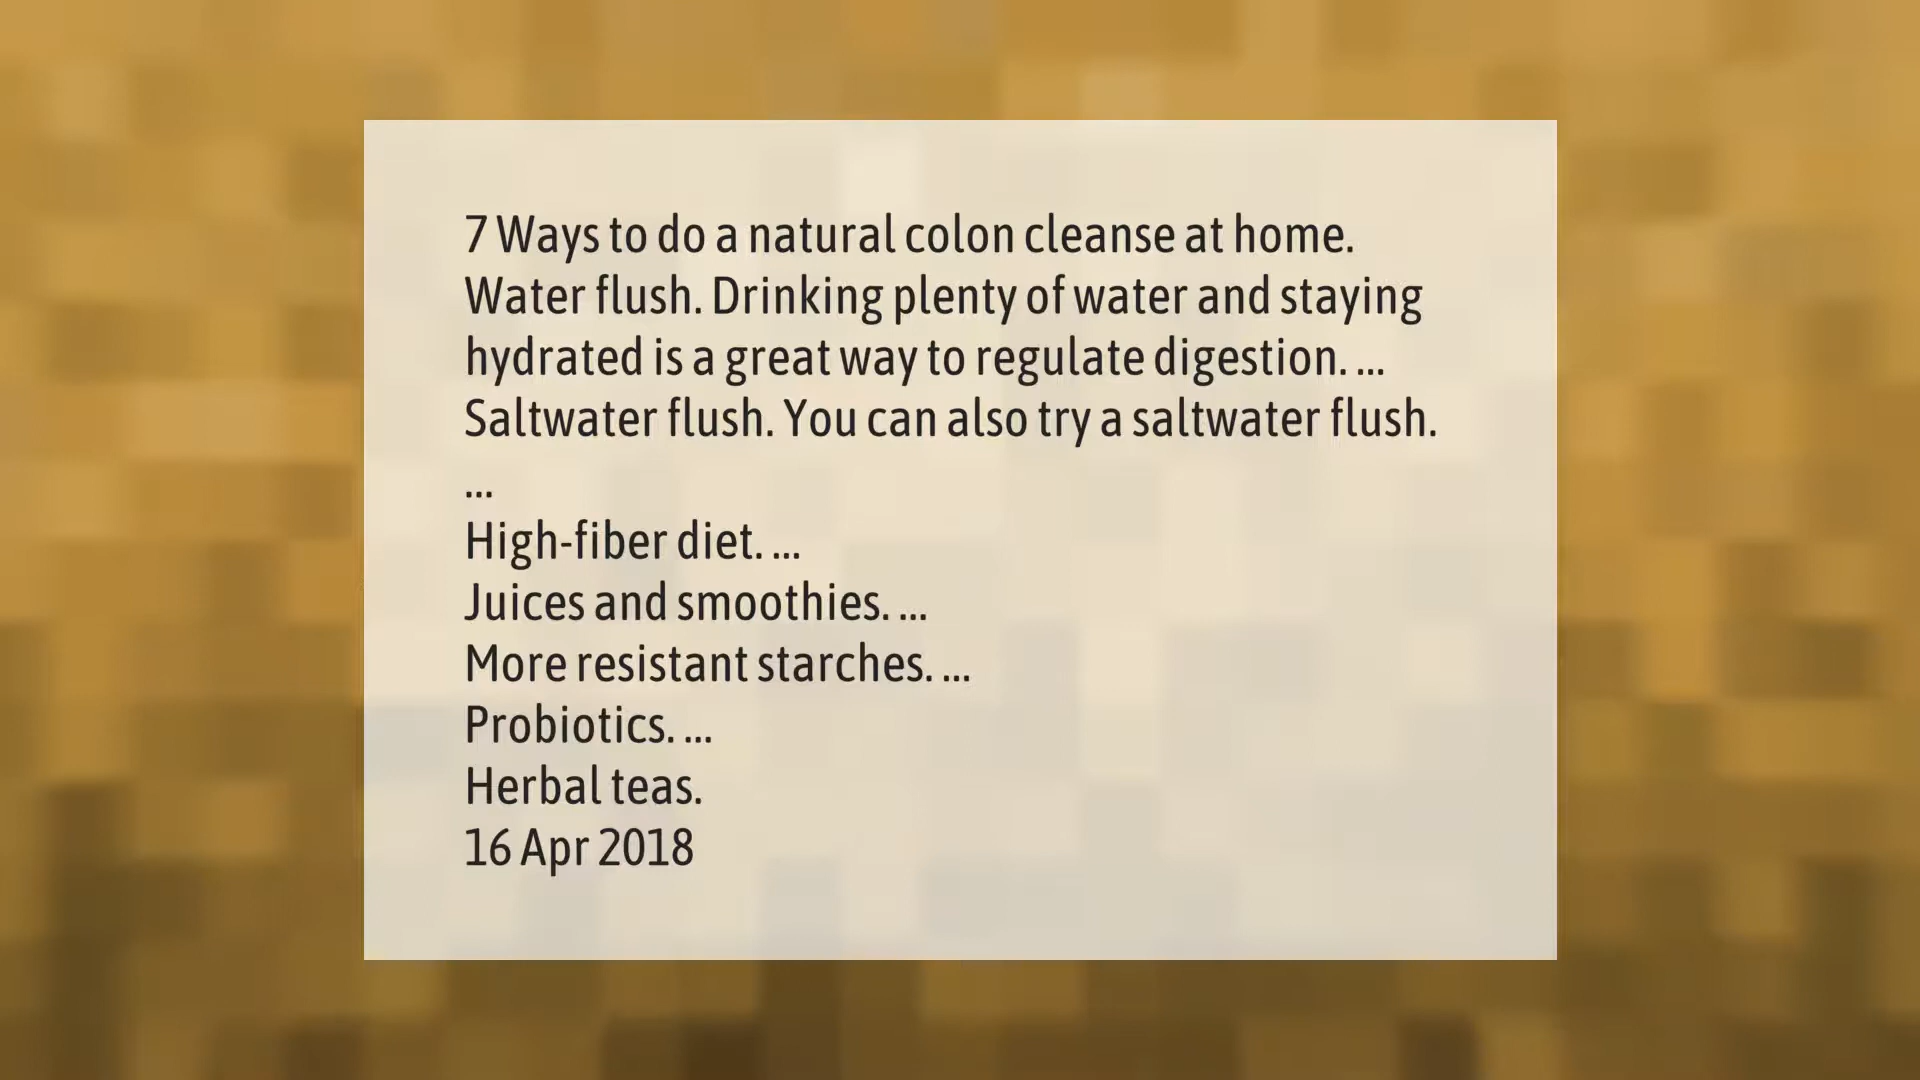 7 Ways to do a natural colon cleanse at home.
Water flush. Drinking plenty of water and staying
hydrated is a great way to regulate digestion. ...
Saltwater flush. You can also try a saltwater flush.
...
High-fiber diet. ...
Juices and smoothies. ...
More resistant starches. ...
Probiotics. ...
Herbal teas.
16 Apr 2018